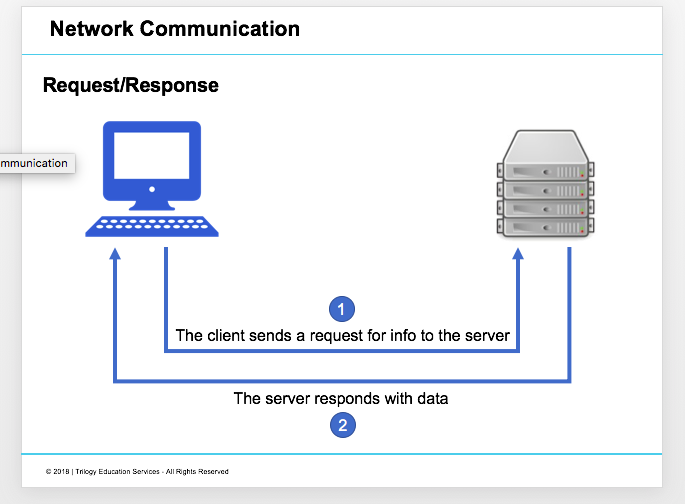 Network Communication
Request/Response
mmunication
1
The client sends a request for info to the server
The server responds with data
2
© 2018 | Trilogy Education Services - All Rights Reserved